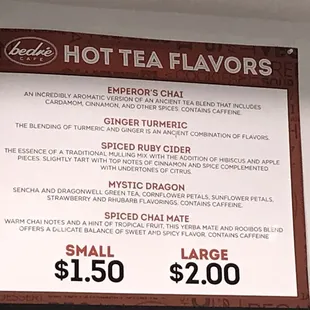 bedré
CAFE
HOT TEA FLAVORS
EMPEROR'S CHAI
AN INCREDIBLY AROMATIC VERSION OF AN ANCIENT TEA BLEND THAT INCLUDES
CARDAMOM, CINNAMON, AND OTHER SPICES. CONTAINS CAFFEINE.
GINGER TURMERIC
THE BLENDING OF TURMERIC AND GINGER IS AN ANCIENT COMBINATION OF FLAVORS.
SPICED RUBY CIDER
THE ESSENCE OF A TRADITIONAL MULLING MIX WITH THE ADDITION OF HIBISCUS AND APPLE
PIECES. SLIGHTLY TART WITH TOP NOTES OF CINNAMON AND SPICE COMPLEMENTED
WITH UNDERTONES OF CITRUS.
MYSTIC DRAGON
SENCHA AND DRAGONWELL GREEN TEA, CORNFLOWER PETALS, SUNFLOWER PETALS,
STRAWBERRY AND RHUBARB FLAVORINGS. CONTAINS CAFFEINE.
SPICED CHAI MATE
WARM CHAI NOTES AND A HINT OF TROPICAL FRUIT, THIS YERBA MATE AND ROOIBOS BLEND
OFFERS A DELICATE BALANCE OF SWEET AND SPICY FLAVOR. CONTAINS CAFFEINE
SMALL LARGE
$1.50 $2.00